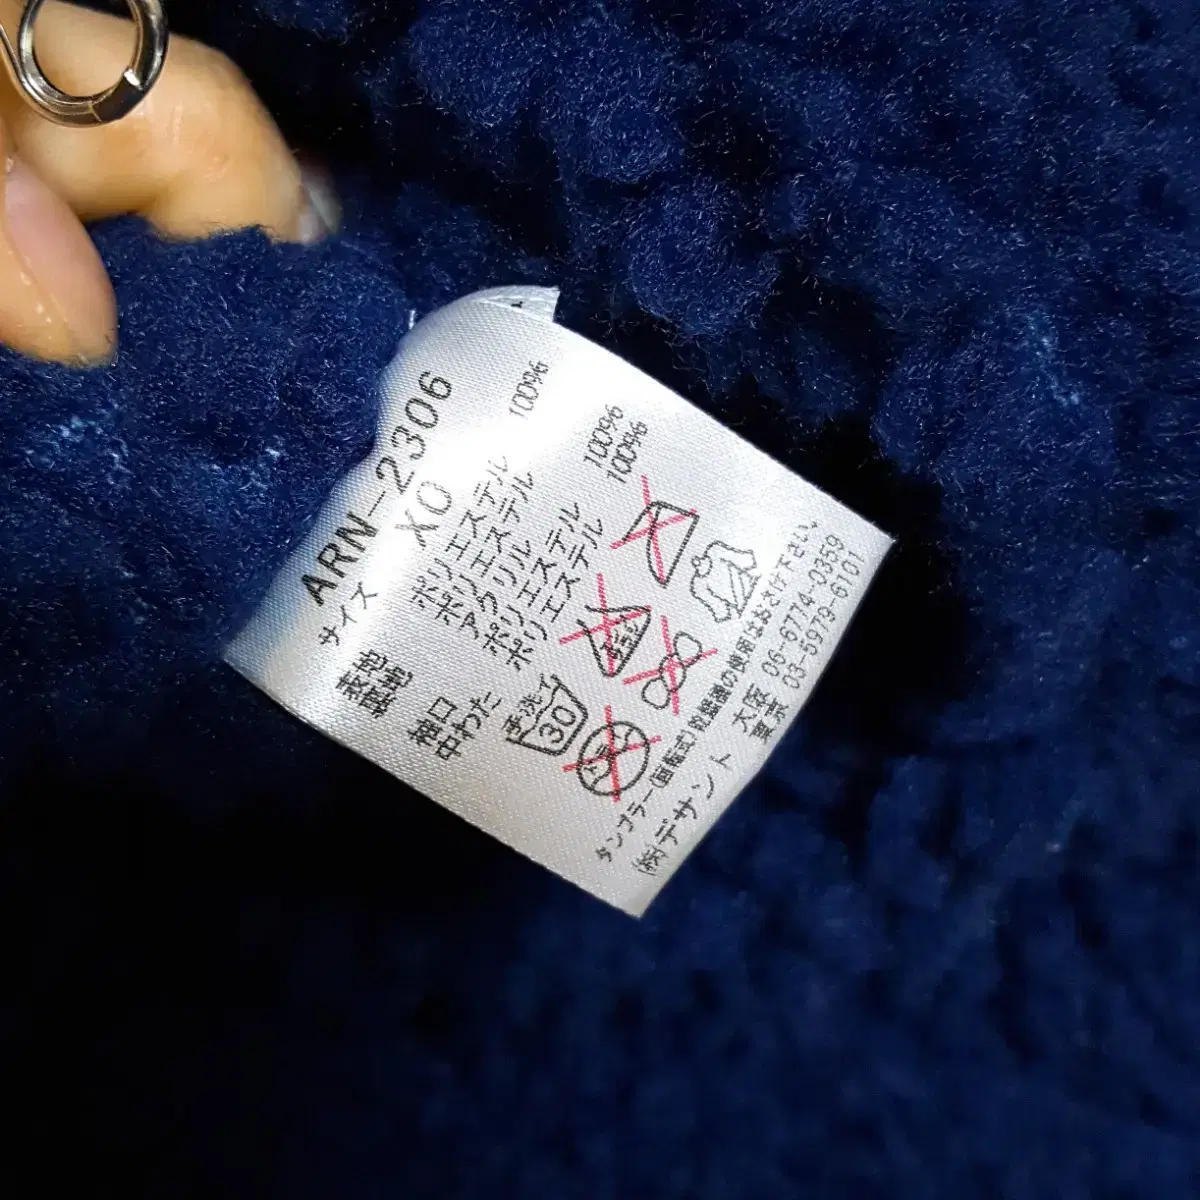 ARN-2306
サイズ XO
表地 ポリエステル 100%
裏地 ポリエステル
アクリル
袖口 ポリエステル 100%
中わた ポリエステル 100%
手洗イ
30
タンブラー(回転式)乾燥機の使用はおさけ下さい。
(株)デサント 大阪 06-6774-0359
東京 03-5979-6101